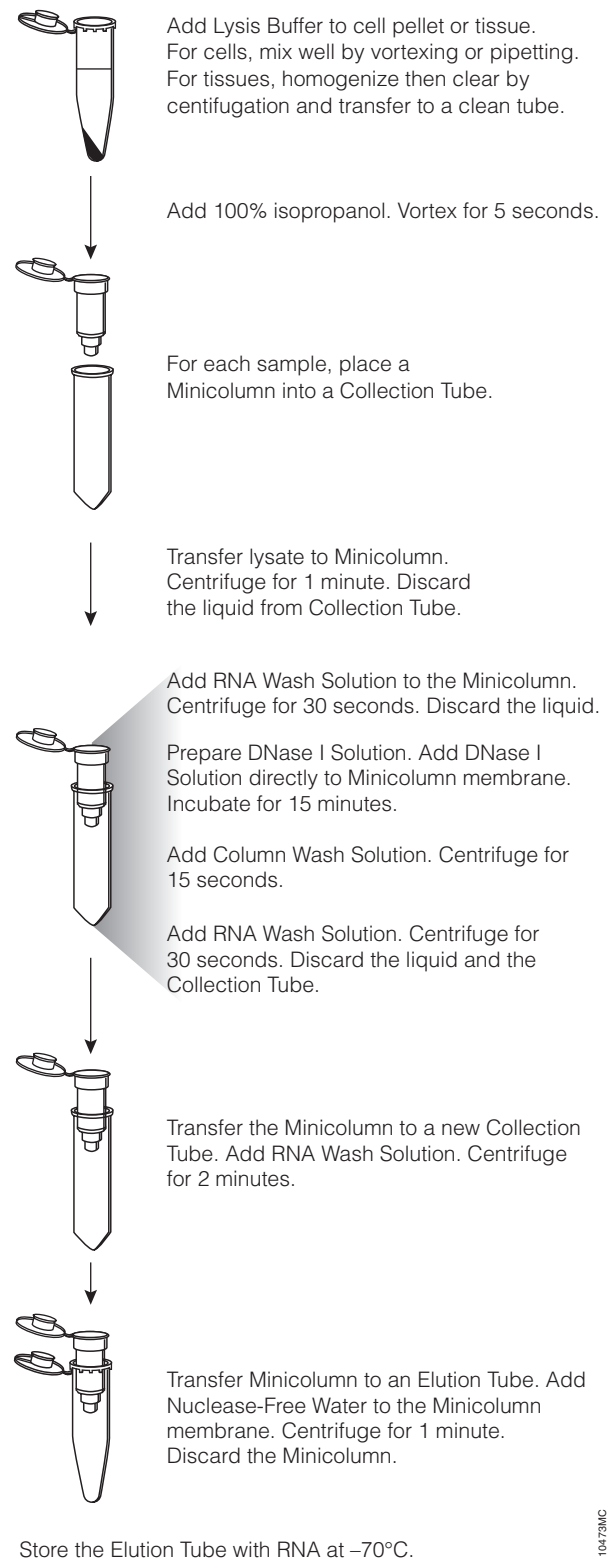 Add Lysis Buffer to cell pellet or tissue.
For cells, mix well by vortexing or pipetting.
For tissues, homogenize then clear by
centifugation and transfer to a clean tube.
Add 100% isopropanol. Vortex for 5 seconds.
For each sample, place a
Minicolumn into a Collection Tube.
Transfer lysate to Minicolumn.
Centrifuge for 1 minute. Discard
the liquid from Collection Tube.
Add RNA Wash Solution to the Minicolumn.
Centrifuge for 30 seconds. Discard the liquid.
Prepare DNase I Solution. Add DNase I
Solution directly to Minicolumn membrane.
Incubate for 15 minutes.
Add Column Wash Solution. Centrifuge for
15 seconds.
Add RNA Wash Solution. Centrifuge for
30 seconds. Discard the liquid and the
Collection Tube.
Transfer the Minicolumn to a new Collection
Tube. Add RNA Wash Solution. Centrifuge
for 2 minutes.
Transfer Minicolumn to an Elution Tube. Add
Nuclease-Free Water to the Minicolumn
membrane. Centrifuge for 1 minute.
Discard the Minicolumn.
10473MC
Store the Elution Tube with RNA at –70°C.